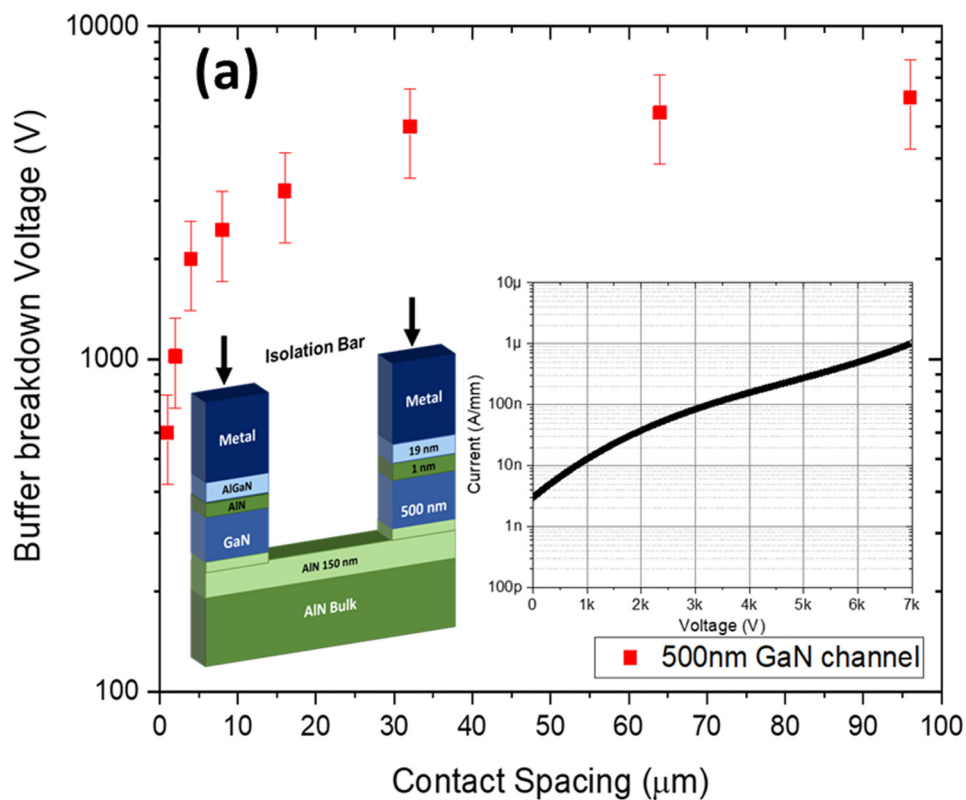 10000
1000
100
Buffer breakdown Voltage (V)
(a)
Isolation Bar
Metal
AlGaN
AlN
GaN
Metal
19 nm
1 nm
500 nm
AlN 150 nm
AlN Bulk
10µ
1µ
100n
10n
1n
100p
Current (A/mm)
0 1k 2k 3k 4k 5k 6k 7k
Voltage (V)
500nm GaN channel
0 10 20 30 40 50 60 70 80 90 100
Contact Spacing (µm)